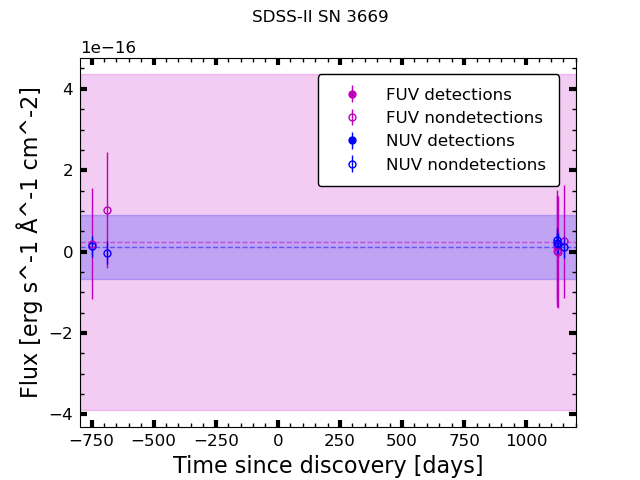 SDSS-II SN 3669
1e−16
FUV detections
FUV nondetections
NUV detections
NUV nondetections
4
2
0
−2
−4
Flux [erg s^-1 Å^-1 cm^-2]
−750 −500 −250 0 250 500 750 1000
Time since discovery [days]